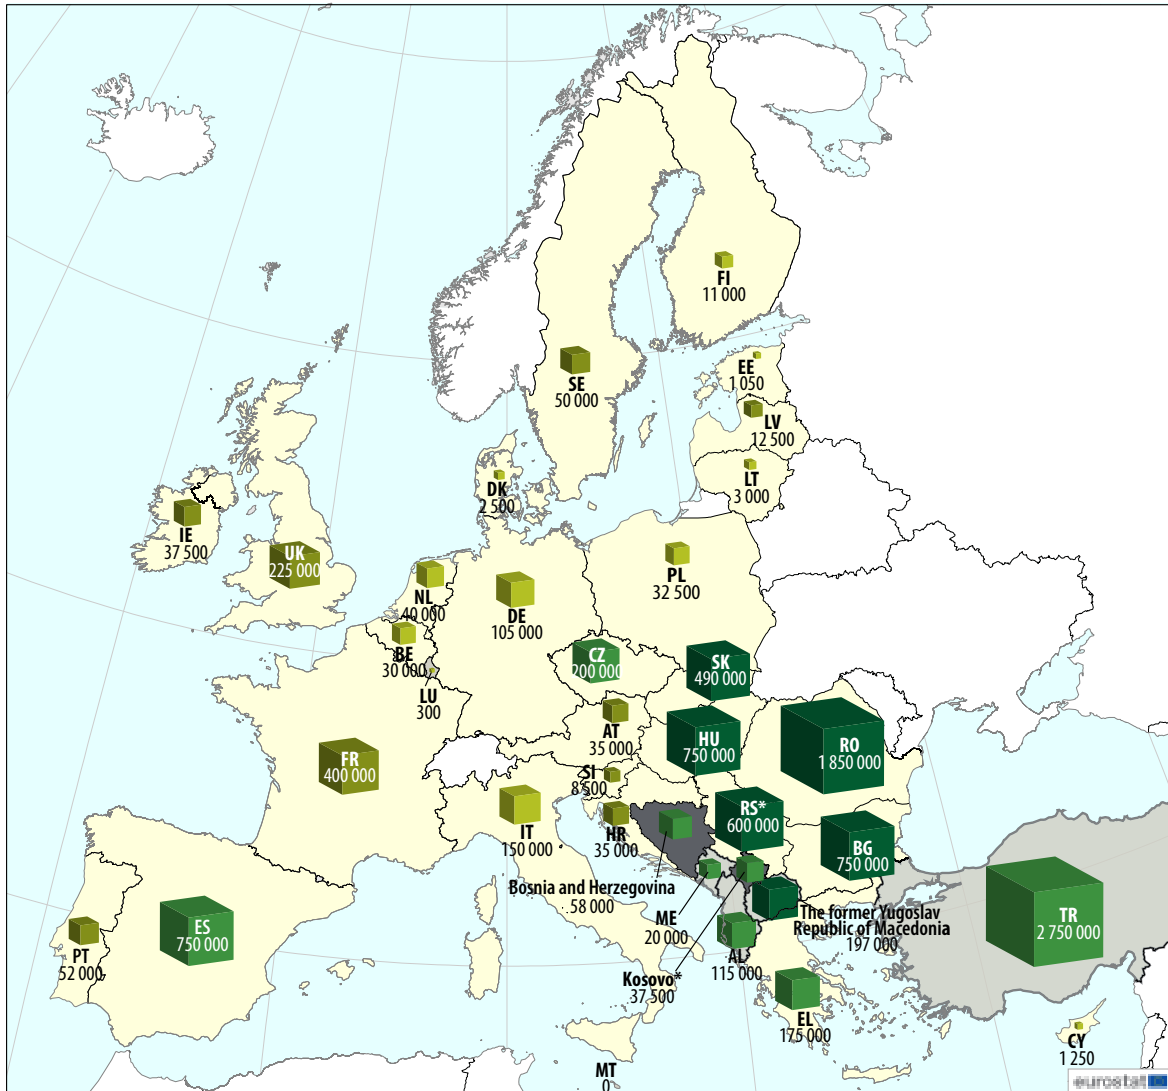 FI
11 000
SE
50 000
EE
1 050
LV
12 500
LT
3 000
DK
2 500
IE
37 500
UK
225 000
NL
40 000
DE
105 000
PL
32 500
BE
30 000
LU
300
CZ
200 000
SK
490 000
AT
35 000
HU
750 000
RO
1 850 000
FR
400 000
SI
8 500
IT
150 000
HR
35 000
RS*
600 000
BG
750 000
Bosnia and Herzegovina
58 000
ME
20 000
Kosovo*
37 500
The former Yugoslav
Republic of Macedonia
197 000
AL
115 000
TR
2 750 000
PT
52 000
ES
750 000
EL
175 000
MT
0
CY
1 250
eurostat